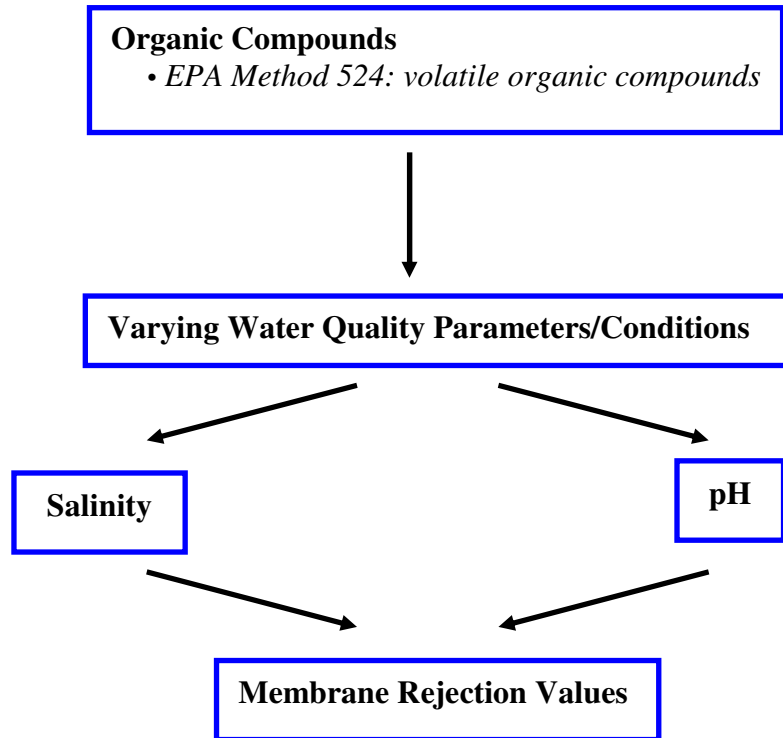 Organic Compounds
• EPA Method 524: volatile organic compounds
Varying Water Quality Parameters/Conditions
Salinity
pH
Membrane Rejection Values